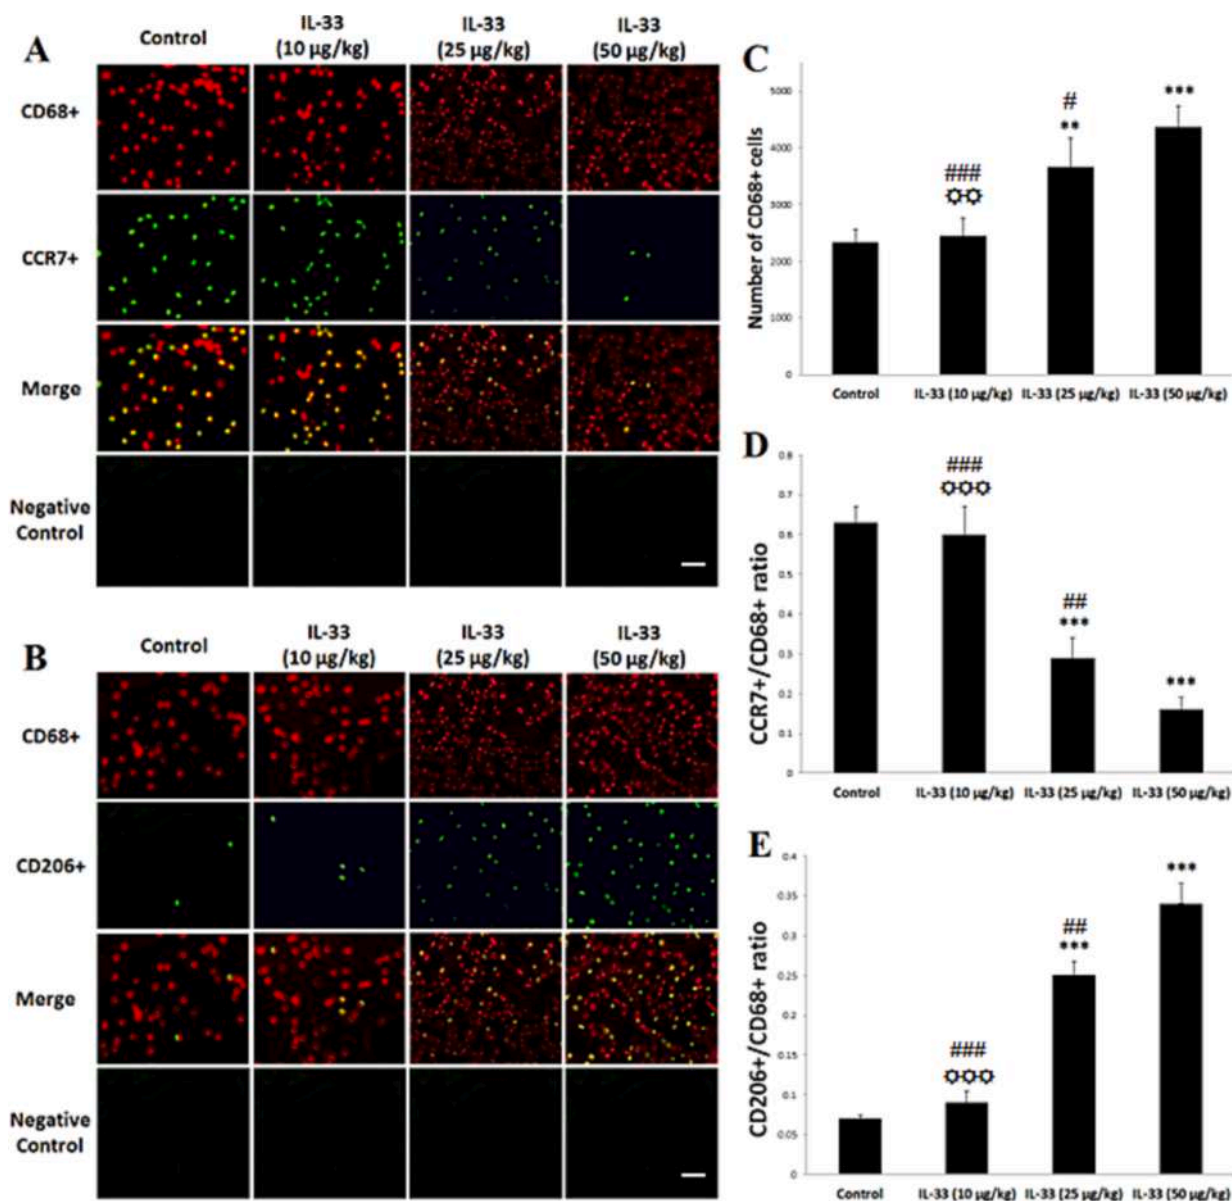 A
Control
IL-33
(10 µg/kg)
IL-33
(25 µg/kg)
IL-33
(50 µg/kg)
CD68+
CCR7+
Merge
Negative
Control
B
Control
IL-33
(10 µg/kg)
IL-33
(25 µg/kg)
IL-33
(50 µg/kg)
CD68+
CD206+
Merge
Negative
Control
C
Number of CD68+ cells
5000
4000
3000
2000
1000
0
###
✡✡
#
**
***
Control
IL-33 (10 µg/kg)
IL-33 (25 µg/kg)
IL-33 (50 µg/kg)
D
CCR7+/CD68+ ratio
0.8
0.7
0.6
0.5
0.4
0.3
0.2
0.1
0
###
✡✡✡
##
***
***
Control
IL-33 (10 µg/kg)
IL-33 (25 µg/kg)
IL-33 (50 µg/kg)
E
CD206+/CD68+ ratio
0.4
0.35
0.3
0.25
0.2
0.15
0.1
0.05
0
###
✡✡✡
##
***
***
Control
IL-33 (10 µg/kg)
IL-33 (25 µg/kg)
IL-33 (50 µg/kg)